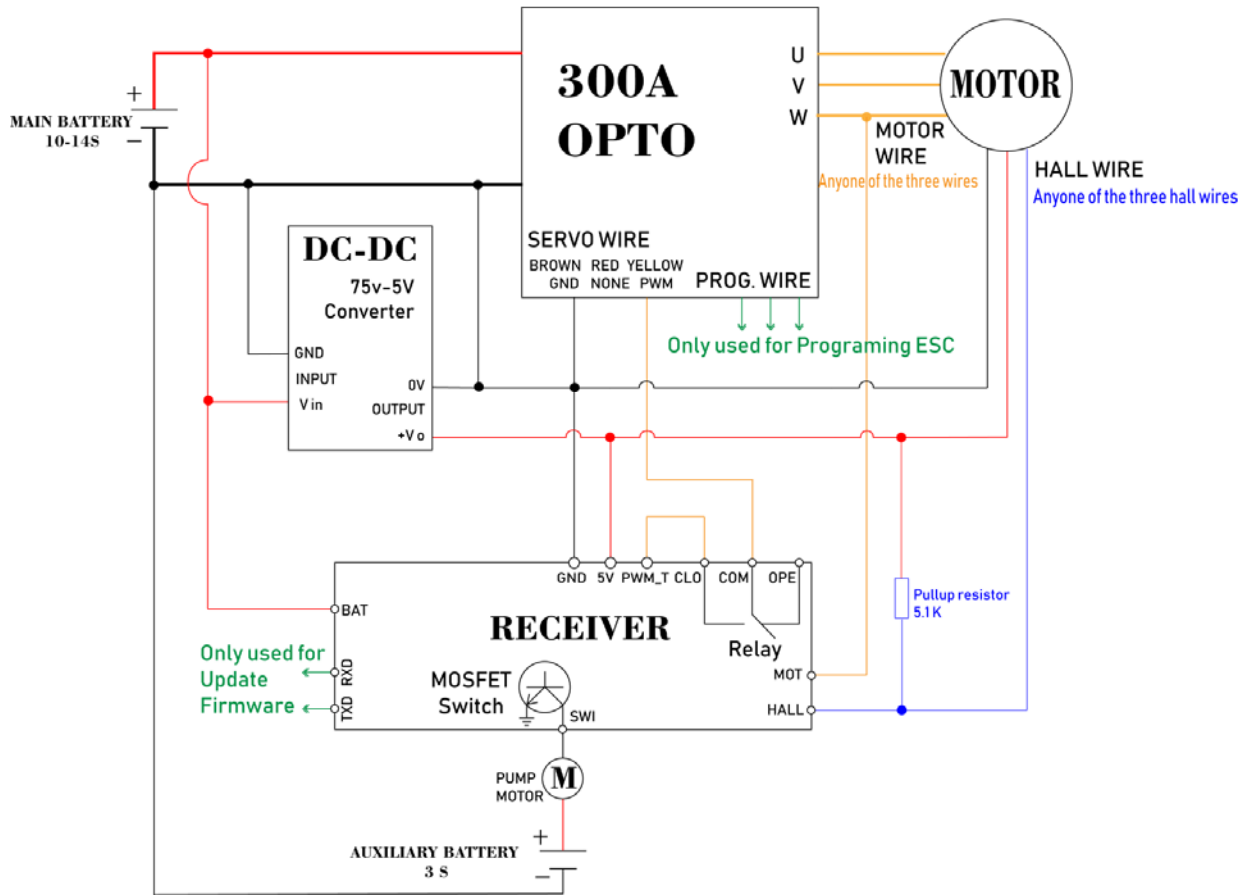 300A
OPTO
U
V
W
MOTOR
+
MAIN BATTERY
10-14S
−
MOTOR
WIRE
Anyone of the three wires
HALL WIRE
Anyone of the three hall wires
SERVO WIRE
BROWN RED YELLOW
GND NONE PWM
PROG. WIRE
Only used for Programing ESC
DC-DC
75v-5V
Converter
GND
INPUT
V in
0V
OUTPUT
+V o
GND 5V PWM_T CLO COM OPE
BAT
RECEIVER
Relay
Pullup resistor
5.1K
Only used for
Update
Firmware
RXD
TXD
MOSFET
Switch
SWI
MOT
HALL
PUMP
MOTOR
M
+
AUXILIARY BATTERY
3 S
−